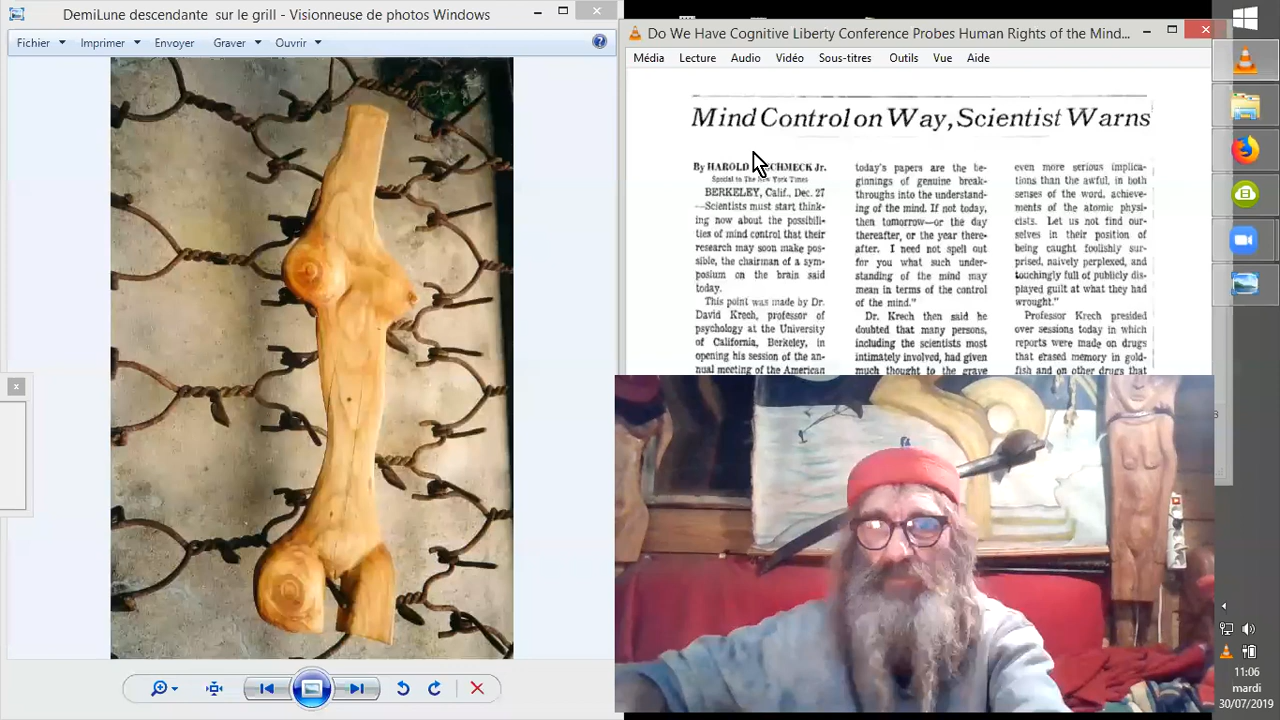 DemiLune descendante sur le grill - Visionneuse de photos Windows
Fichier Imprimer Envoyer Graver Ouvrir
Do We Have Cognitive Liberty Conference Probes Human Rights of the Mind...
Média Lecture Audio Vidéo Sous-titres Outils Vue Aide
Mind Control on Way, Scientist Warns
By HAROLD Jr.
Special to The New York Times
BERKELEY, Calif., Dec. 27
—Scientists must start think-
ing now about the possibili-
ties of mind control that their
research may soon make pos-
sible, the chairman of a sym-
posium on the brain said
today.
This point was made by Dr.
David Krech, professor of
psychology at the University
of California, Berkeley, in
opening his session of the an-
nual meeting of the American
today's papers are the be-
ginnings of genuine break-
throughs into the understand-
ing of the mind. If not today,
then tomorrow—or the day
thereafter, or the year there-
after. I need not spell out
for you what such under-
standing of the mind may
mean in terms of the control
of the mind."
Dr. Krech then said he
doubted that many persons,
including the scientists most
intimately involved, had given
much thought to the grave
even more serious implica-
tions than the awful, in both
senses of the word, achieve-
ments of the atomic physi-
cists. Let us not find our-
selves in their position of
being caught foolishly sur-
prised, naively perplexed, and
touchingly full of publicly dis-
played guilt at what they had
wrought."
Professor Krech presided
over sessions today in which
reports were made on drugs
that erased memory in gold-
fish and on other drugs that
11:06
mardi
30/07/2019